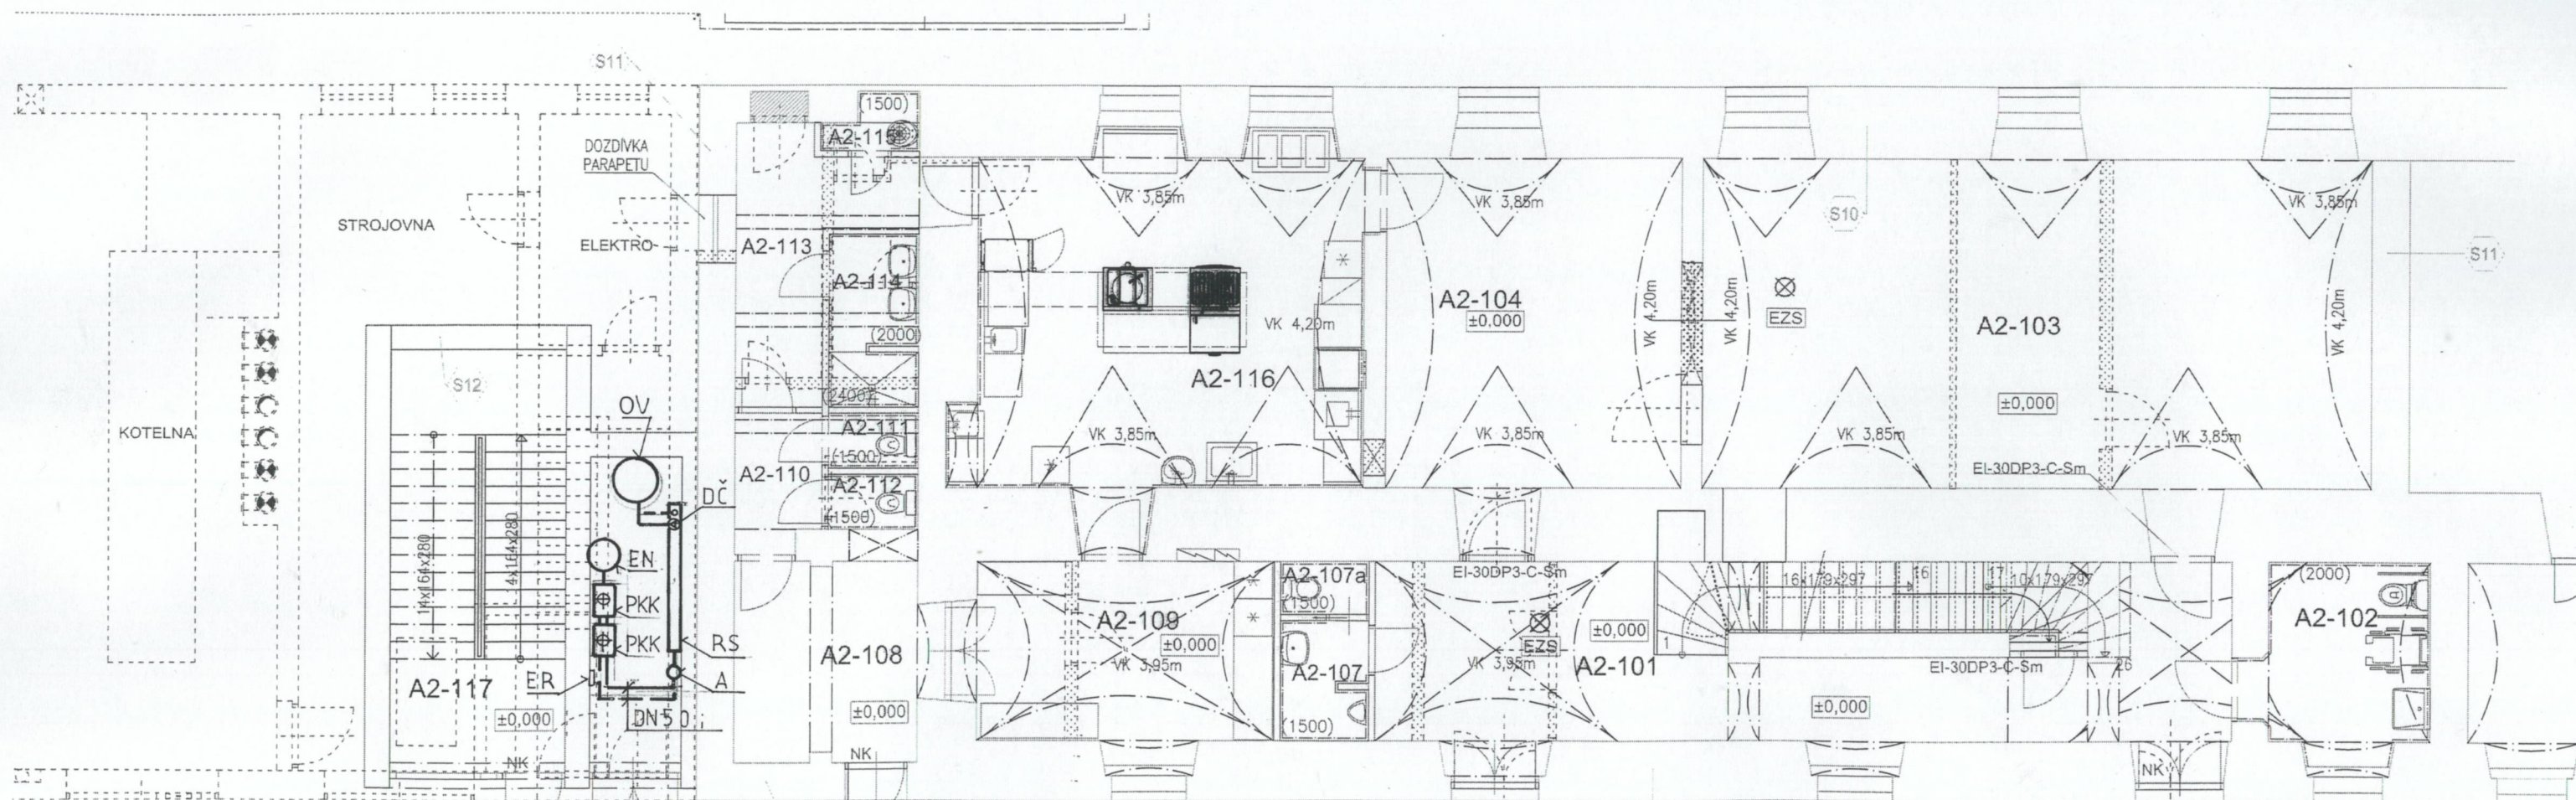 S11
(1500)
A2-115
DOZDÍVKA
PARAPETU
VK 3,85m
VK 3,85m
VK 3,85m
STROJOVNA
S10
ELEKTRO
A2-113
S11
A2-114
A2-104
±0,000
VK 4,20m
VK 4,20m
VK 4,20m
EZS
VK 4,20m
A2-103
(2000)
A2-116
S12
(2400)
±0,000
OV
KOTELNA
A2-111
VK 3,85m
VK 3,85m
VK 3,85m
VK 3,85m
(1500)
A2-110
EI-30DP3-C-Sm
A2-112
DČ
(1500)
14x164x280
14x164x280
EN
EI-30DP3-C-Sm
A2-107a
16x179x297
16
17
10x179x297
(2000)
PKK
(1500)
A2-109
A2-102
EZS
±0,000
PKK
RS
±0,000
1
A2-108
VK 3,95m
A2-107
VK 3,95m
A2-101
EI-30DP3-C-Sm
26
A2-117
ER
A
±0,000
±0,000
±0,000
DN50
(1500)
NK
NK
NK